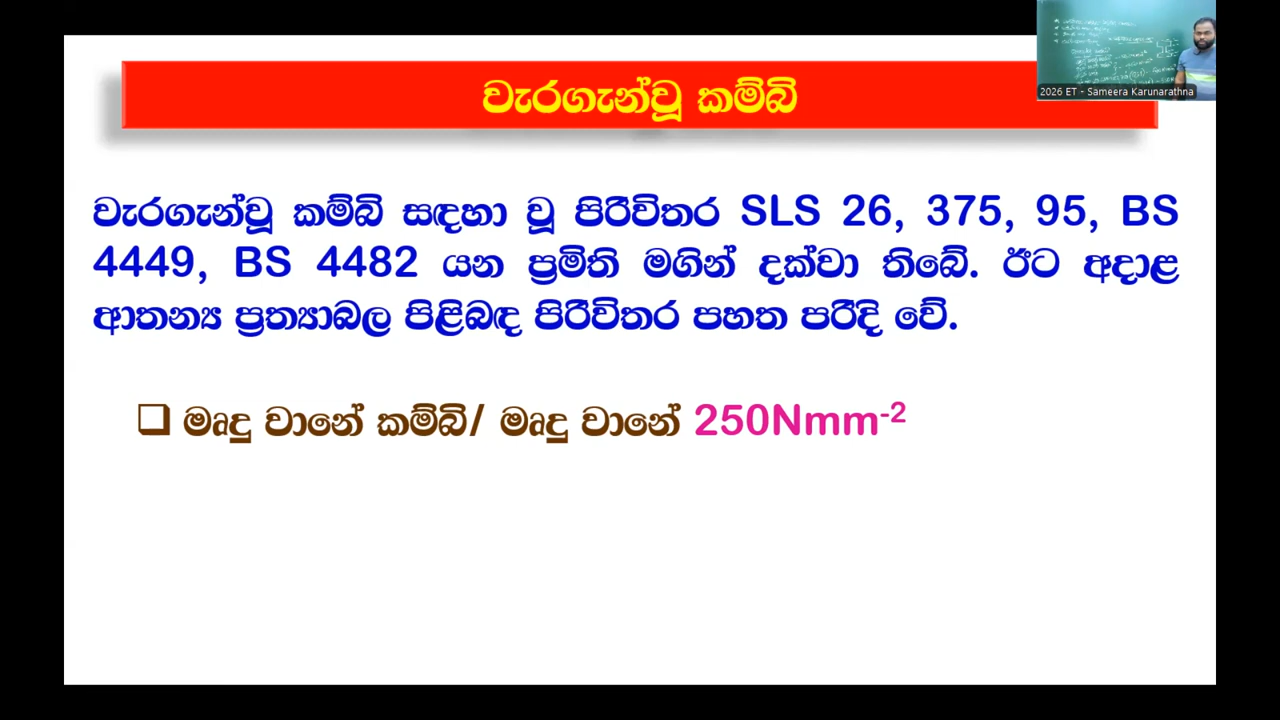 2026 ET - Sameera Karunarathna
වැරගැන්වූ කම්බි
වැරගැන්වූ කම්බි සඳහා වූ පිරිවිතර SLS 26, 375, 95, BS
4449, BS 4482 යන ප්‍රමිති මගින් දක්වා තිබේ. ඊට අදාළ
ආතන්‍ය ප්‍රත්‍යාබල පිළිබඳ පිරිවිතර පහත පරිදි වේ.
❑ මෘදු වානේ කම්බි/ මෘදු වානේ 250Nmm⁻²